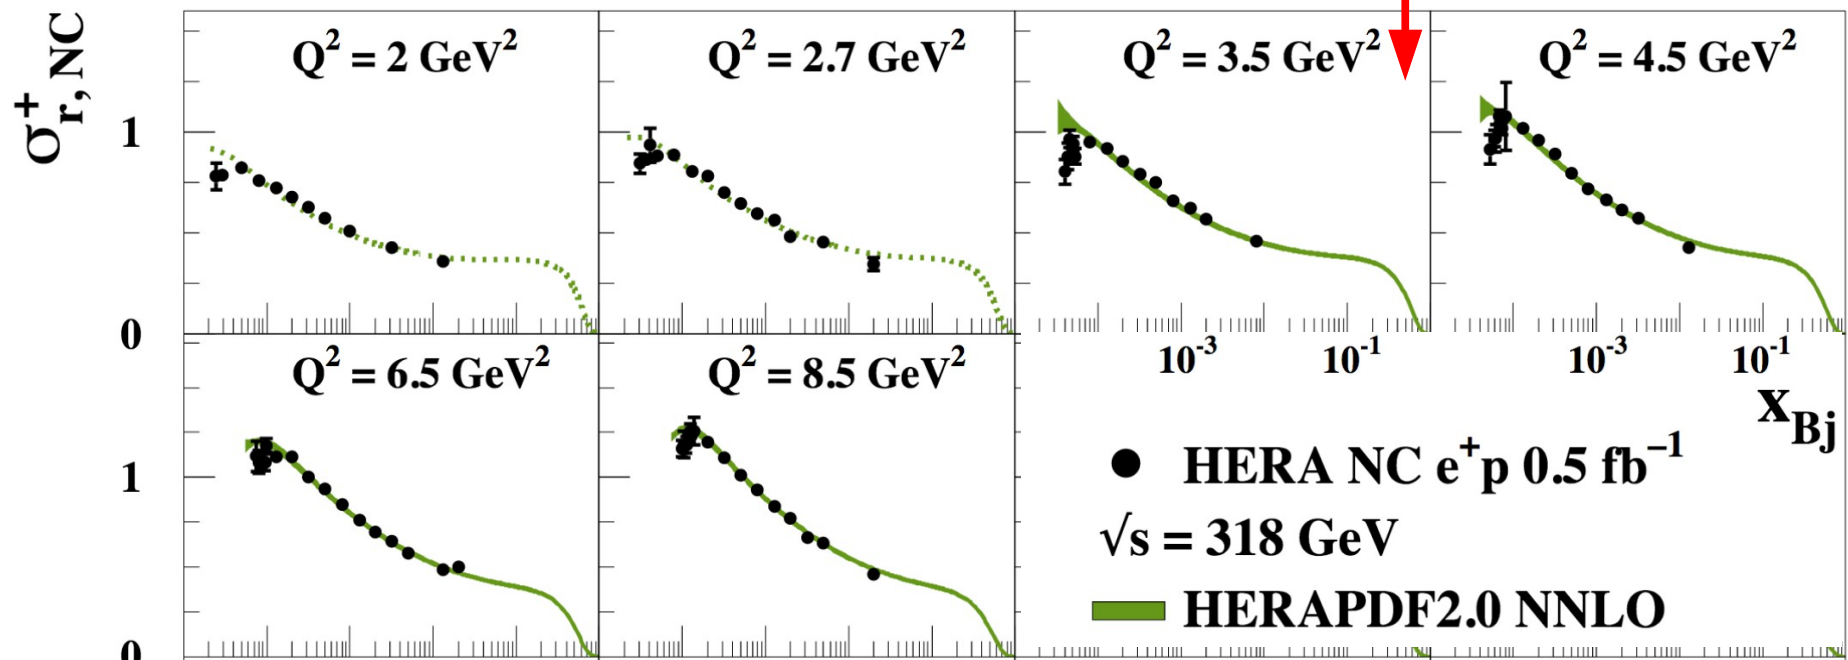 σ⁺r, NC
Q² = 2 GeV²
Q² = 2.7 GeV²
Q² = 3.5 GeV²
Q² = 4.5 GeV²
1
0
10⁻³
10⁻¹
10⁻³
10⁻¹
xBj
Q² = 6.5 GeV²
Q² = 8.5 GeV²
1
0
HERA NC e⁺p 0.5 fb⁻¹
√s = 318 GeV
HERAPDF2.0 NNLO